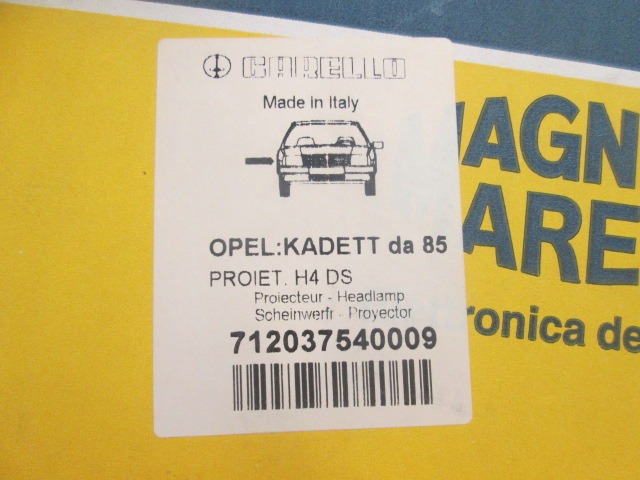 CARELLO
Made in Italy
OPEL:KADETT da 85
PROIET. H4 DS
Proiecteur - Headlamp
Scheinwerfr - Proyector
712037540009
MAGN
ARE
ronica de